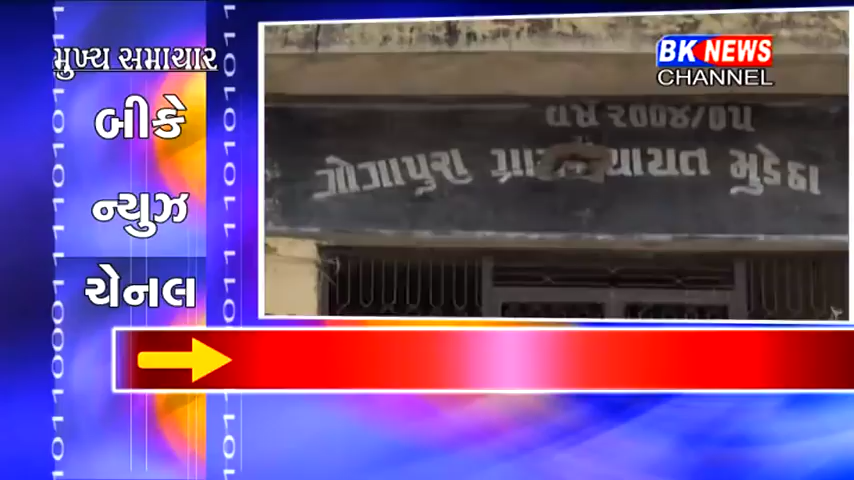 મુખ્ય સમાચાર
બીકે
ન્યુઝ
ચેનલ
BK NEWS
CHANNEL
વર્ષ ૨૦૦૪/૦૫
ગોગાપુરા